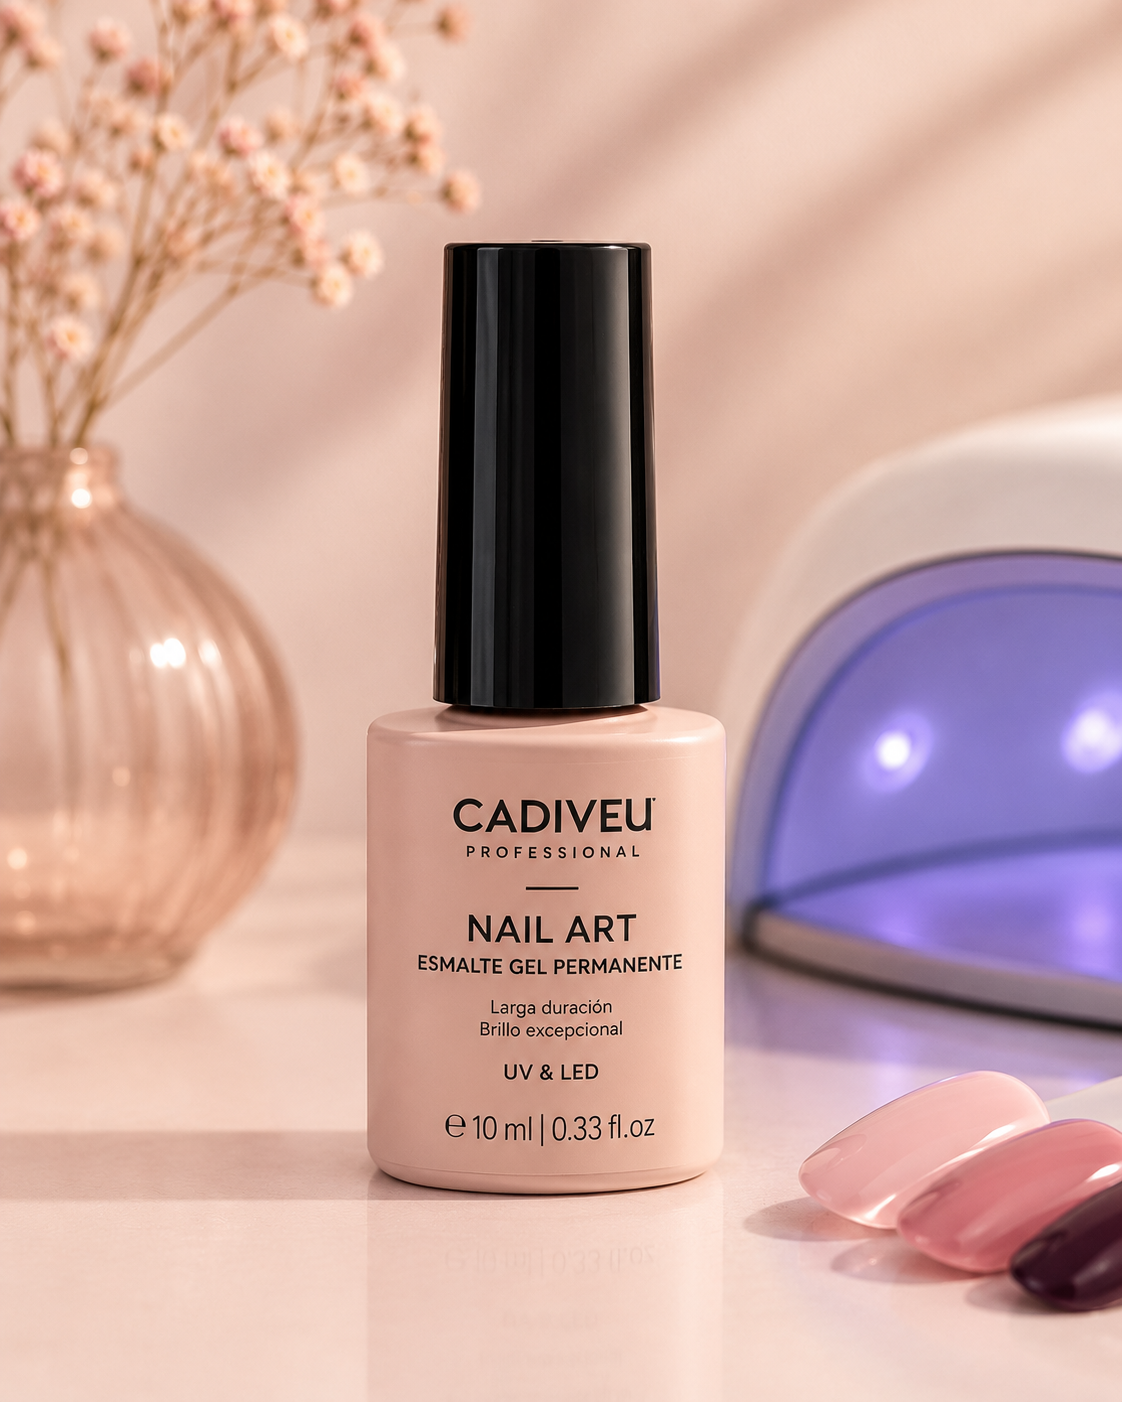 CADIVEU
PROFESSIONAL
NAIL ART
ESMALTE GEL PERMANENTE
Larga duración
Brillo excepcional
UV & LED
℮ 10 ml | 0.33 fl.oz